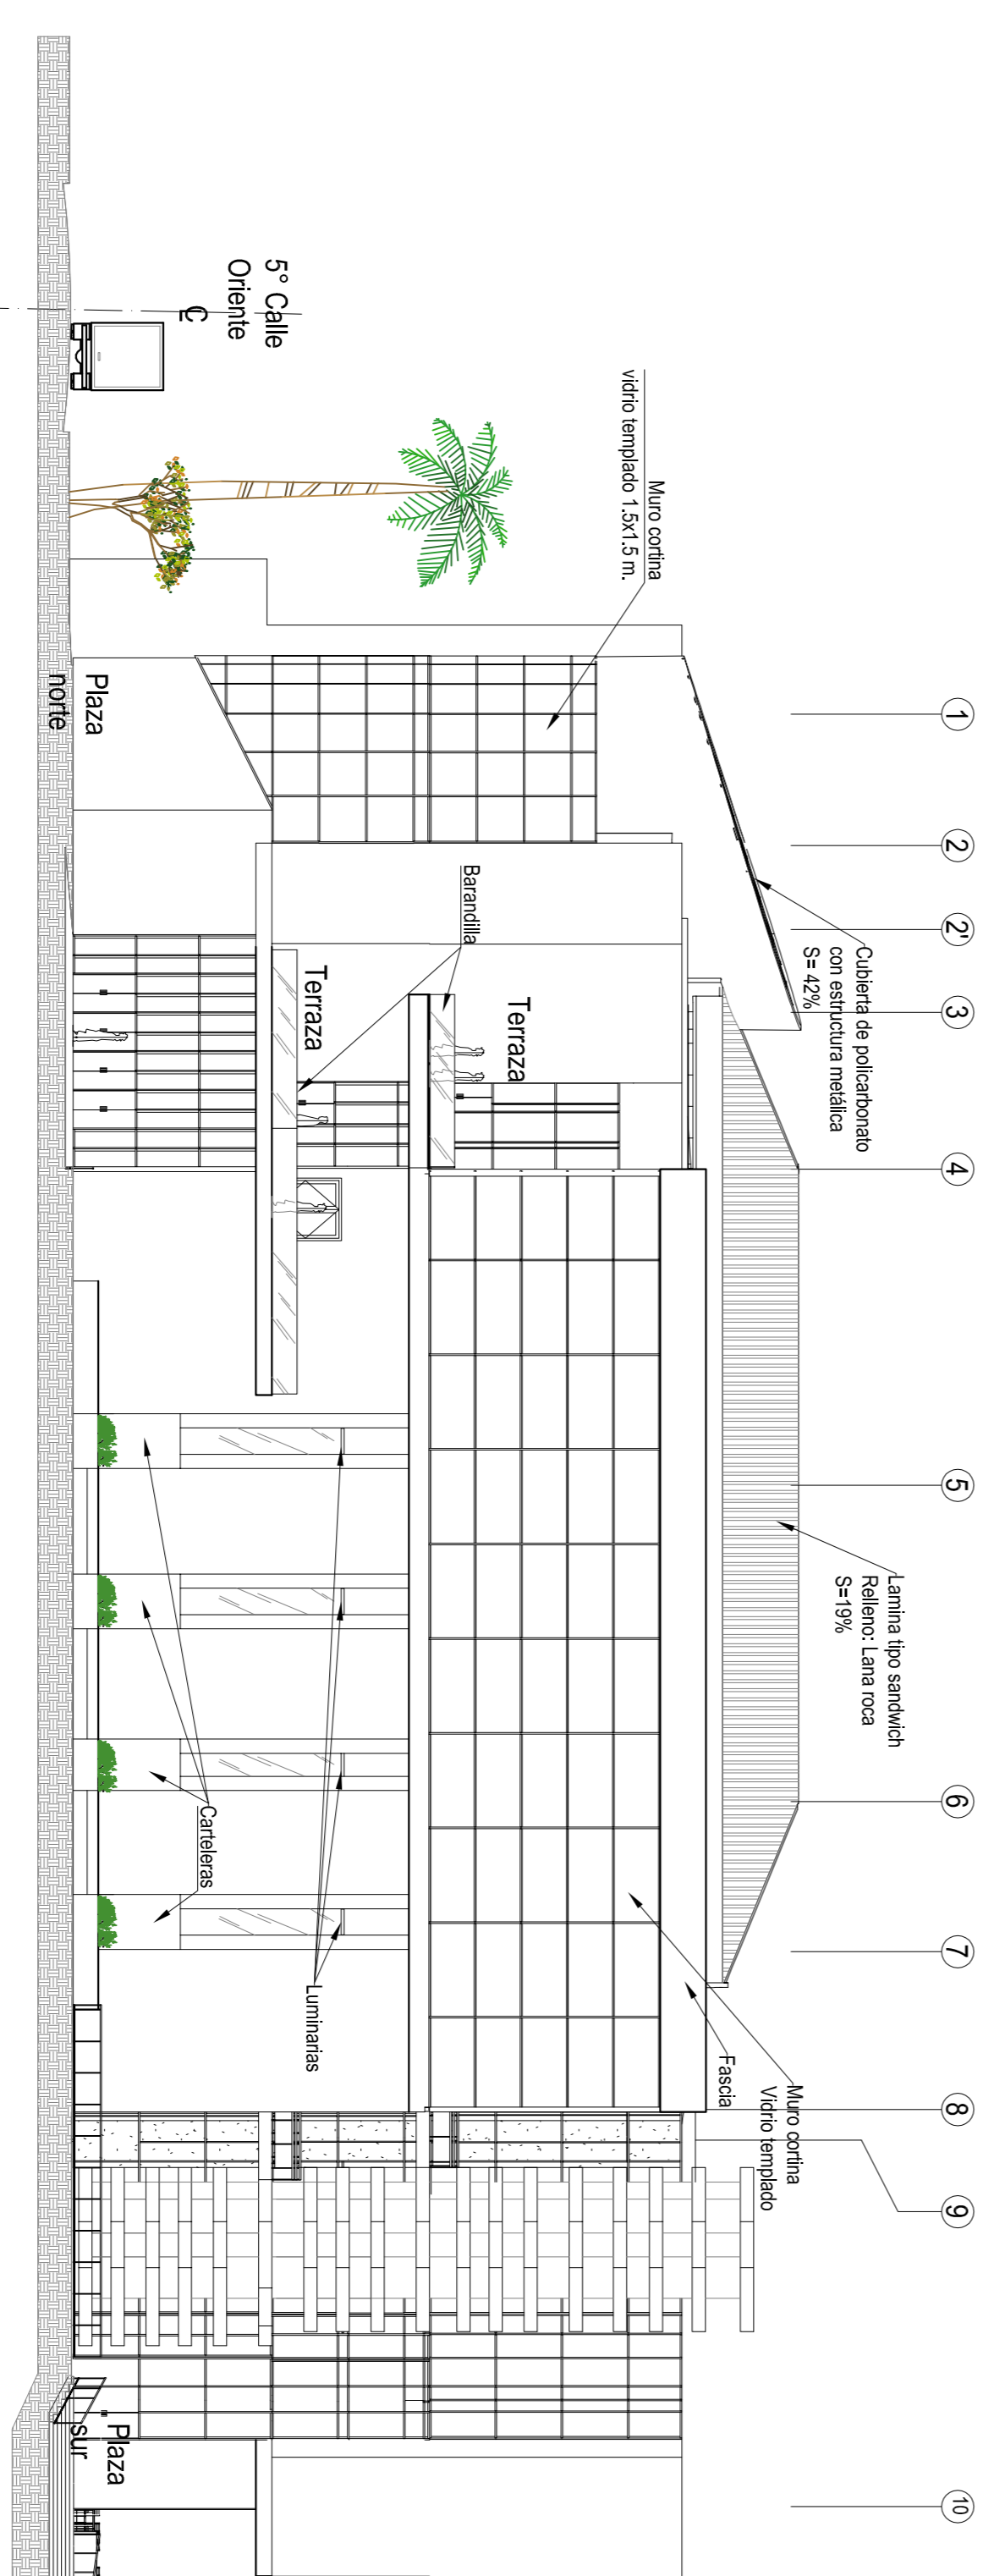 1
2
2'
3
4
5
6
7
8
9
10
Cubierta de policarbonato
con estructura metálica
S= 42%
Lamina tipo sandwich
Relleno: Lana roca
S=19%
Muro cortina
vidrio templado 1.5x1.5 m.
Muro cortina
Vidrio templado
Fascia
Terraza
Barandilla
Terraza
5° Calle
Oriente
CL
Luminarias
Carteleras
Plaza
norte
Plaza
sur